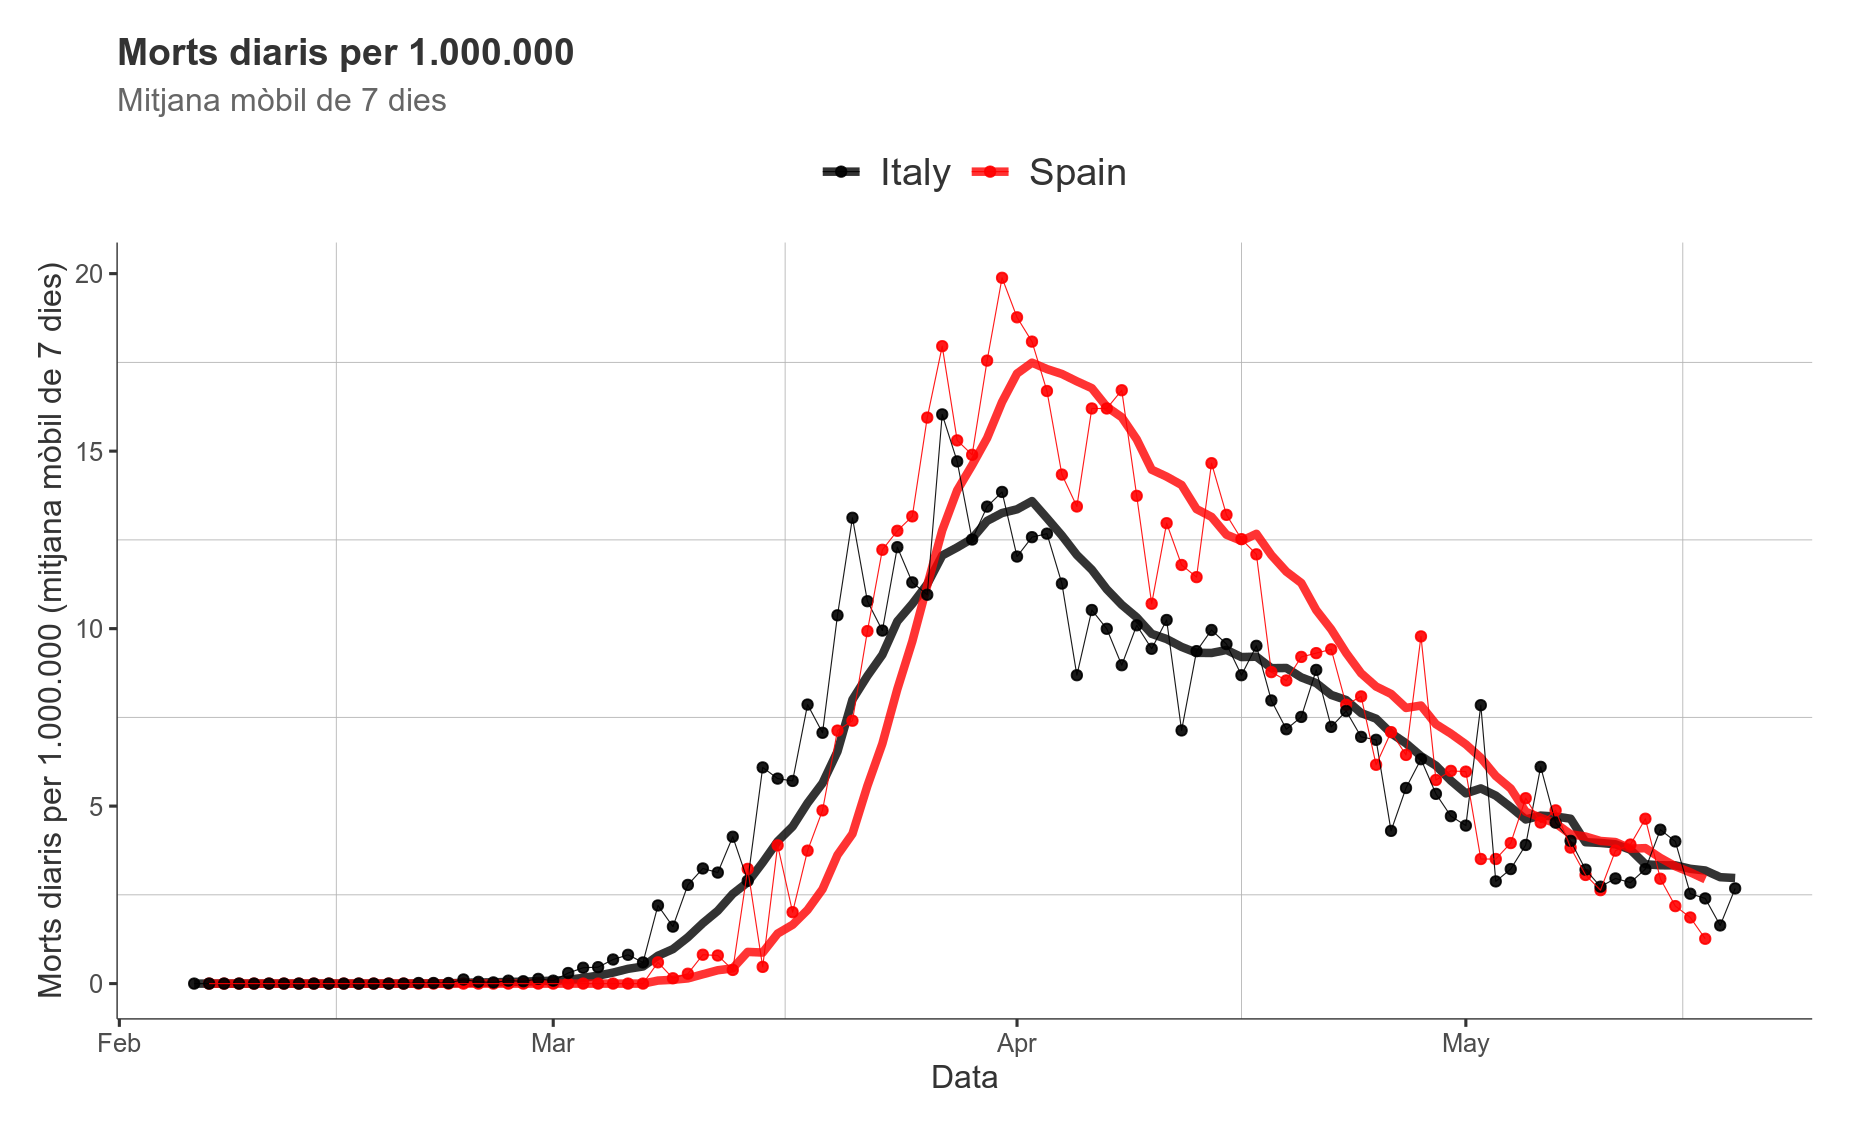 Morts diaris per 1.000.000
Mitjana mòbil de 7 dies
Italy Spain
Morts diaris per 1.000.000 (mitjana mòbil de 7 dies)
20
15
10
5
0
Feb Mar Apr May
Data